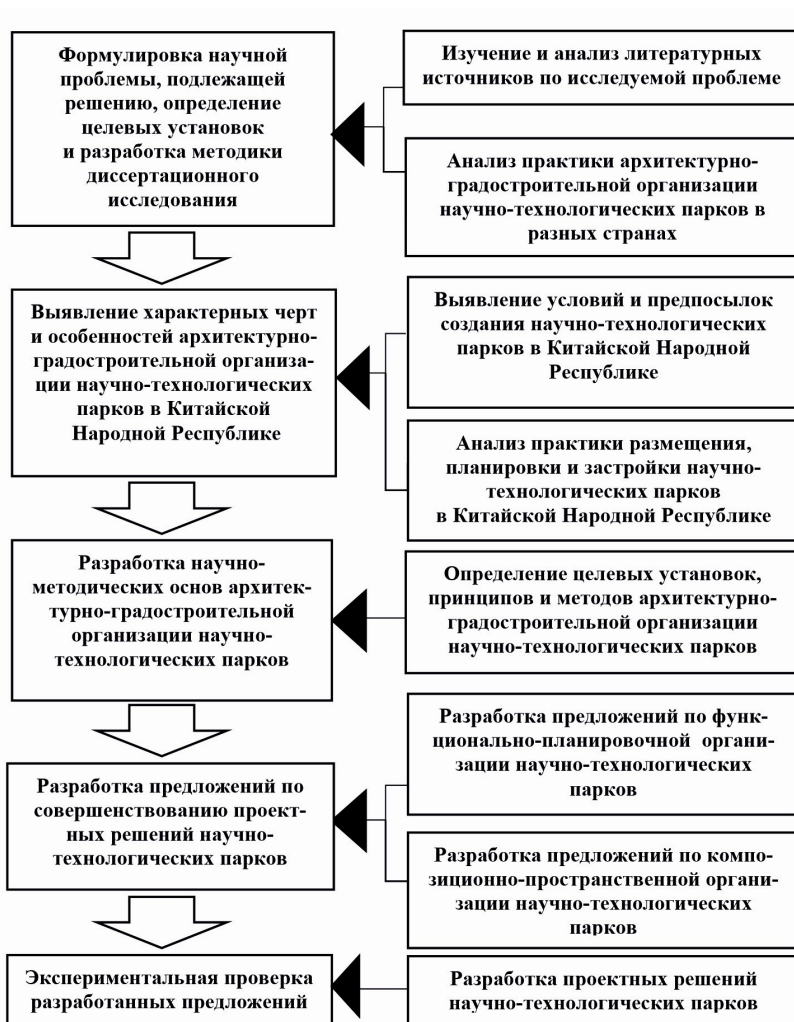 Формулировка научной
проблемы, подлежащей
решению, определение
целевых установок
и разработка методики
диссертационного
исследования
Изучение и анализ литературных
источников по исследуемой проблеме
Анализ практики архитектурно-
градостроительной организации
научно-технологических парков в
разных странах
Выявление характерных черт
и особенностей архитектурно-
градостроительной организа-
ции научно-технологических
парков в Китайской
Народной Республике
Выявление условий и предпосылок
создания научно-технологических
парков в Китайской Народной
Республике
Анализ практики размещения,
планировки и застройки научно-
технологических парков
в Китайской Народной Республике
Разработка научно-
методических основ архитек-
турно-градостроительной
организации научно-
технологических парков
Определение целевых установок,
принципов и методов архитектурно-
градостроительной организации
научно-технологических парков
Разработка предложений по
совершенствованию проект-
ных решений научно-
технологических парков
Разработка предложений по функ-
ционально-планировочной органи-
зации научно-технологических
парков
Разработка предложений по компо-
зиционно-пространственной органи-
зации научно-технологических
парков
Экспериментальная проверка
разработанных предложений
Разработка проектных решений
научно-технологических парков